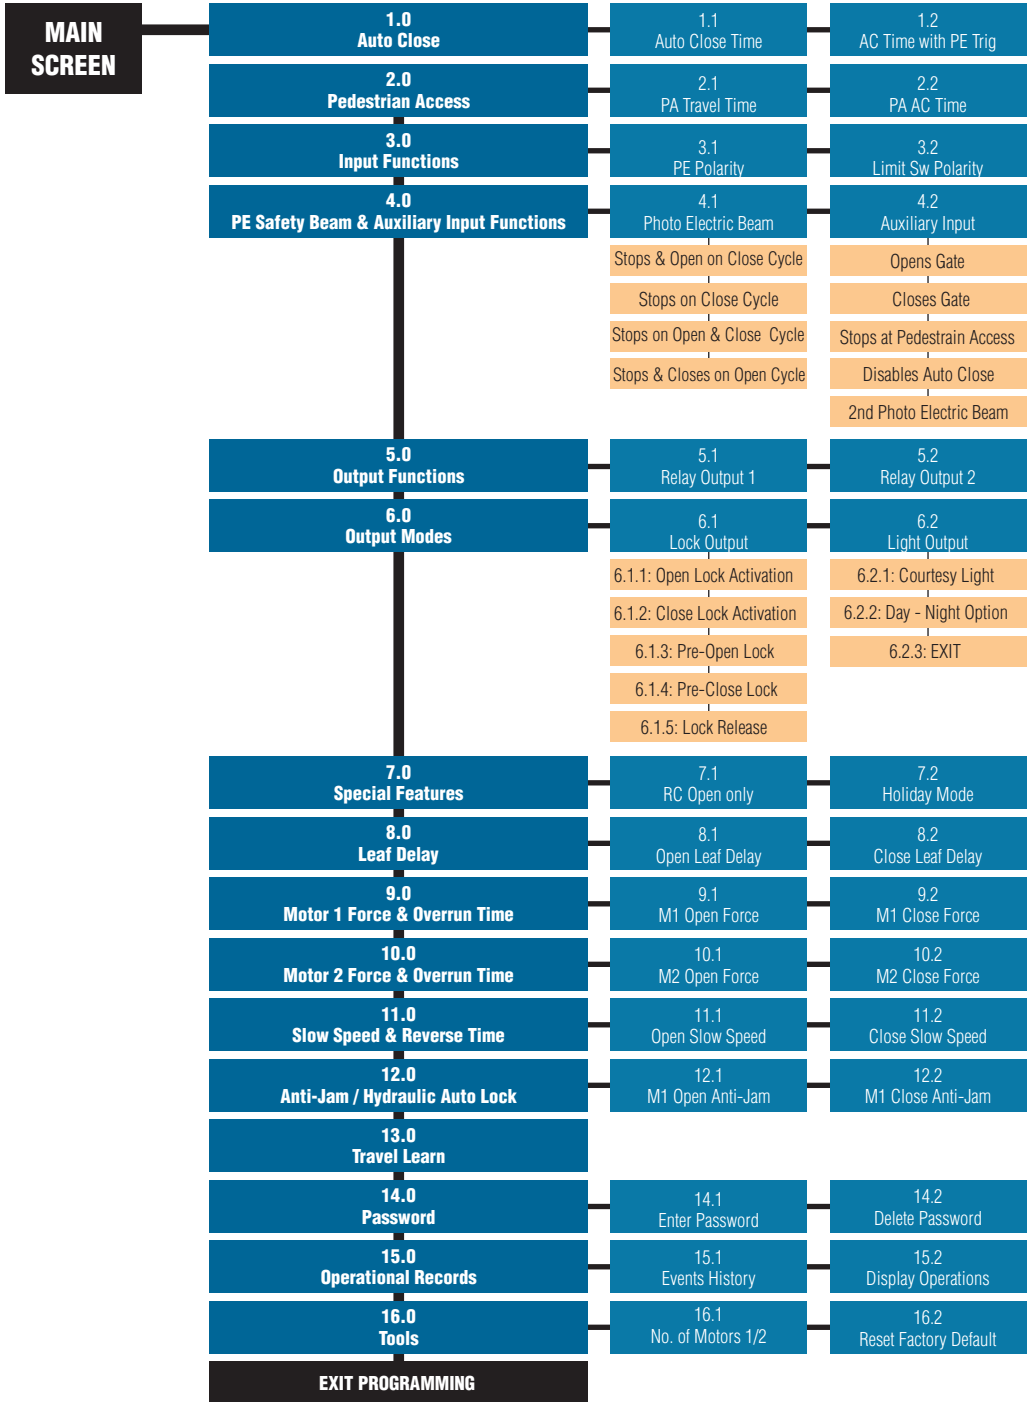 MAIN
SCREEN
1.0
Auto Close
1.1
Auto Close Time
1.2
AC Time with PE Trig
2.0
Pedestrian Access
2.1
PA Travel Time
2.2
PA AC Time
3.0
Input Functions
3.1
PE Polarity
3.2
Limit Sw Polarity
4.0
PE Safety Beam & Auxiliary Input Functions
4.1
Photo Electric Beam
4.2
Auxiliary Input
Stops & Open on Close Cycle
Stops on Close Cycle
Stops on Open & Close Cycle
Stops & Closes on Open Cycle
Opens Gate
Closes Gate
Stops at Pedestrain Access
Disables Auto Close
2nd Photo Electric Beam
5.0
Output Functions
5.1
Relay Output 1
5.2
Relay Output 2
6.0
Output Modes
6.1
Lock Output
6.2
Light Output
6.1.1: Open Lock Activation
6.1.2: Close Lock Activation
6.1.3: Pre-Open Lock
6.1.4: Pre-Close Lock
6.1.5: Lock Release
6.2.1: Courtesy Light
6.2.2: Day - Night Option
6.2.3: EXIT
7.0
Special Features
7.1
RC Open only
7.2
Holiday Mode
8.0
Leaf Delay
8.1
Open Leaf Delay
8.2
Close Leaf Delay
9.0
Motor 1 Force & Overrun Time
9.1
M1 Open Force
9.2
M1 Close Force
10.0
Motor 2 Force & Overrun Time
10.1
M2 Open Force
10.2
M2 Close Force
11.0
Slow Speed & Reverse Time
11.1
Open Slow Speed
11.2
Close Slow Speed
12.0
Anti-Jam / Hydraulic Auto Lock
12.1
M1 Open Anti-Jam
12.2
M1 Close Anti-Jam
13.0
Travel Learn
14.0
Password
14.1
Enter Password
14.2
Delete Password
15.0
Operational Records
15.1
Events History
15.2
Display Operations
16.0
Tools
16.1
No. of Motors 1/2
16.2
Reset Factory Default
EXIT PROGRAMMING